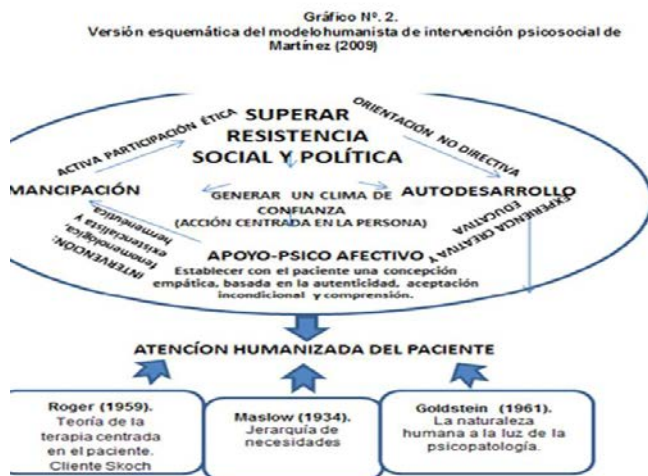 Gráfico Nº. 2.
Versión esquemática del modelo humanista de intervención psicosocial de
Martínez (2009)
SUPERAR
RESISTENCIA
SOCIAL Y POLÍTICA
ACTIVA PARTICIPACIÓN ÉTICA
ORIENTACIÓN NO DIRECTIVA
MANCIPACIÓN
GENERAR UN CLIMA DE
CONFIANZA
(ACCIÓN CENTRADA EN LA PERSONA)
AUTODESARROLLO
EXPERIENCIA CREATIVA Y
EDUCATIVA
INTERVENCIÓN:
fenomenológica,
existencialista y
hermenéutica.
APOYO-PSICO AFECTIVO
Establecer con el paciente una concepción
empática, basada en la autenticidad, aceptación
incondicional y comprensión.
ATENCÍON HUMANIZADA DEL PACIENTE
Roger (1959).
Teoría de
la terapia centrada
en el paciente.
Cliente Skoch
Maslow (1934).
Jerarquía de
necesidades
Goldstein (1961).
La naturaleza
humana a la luz de la
psicopatología.